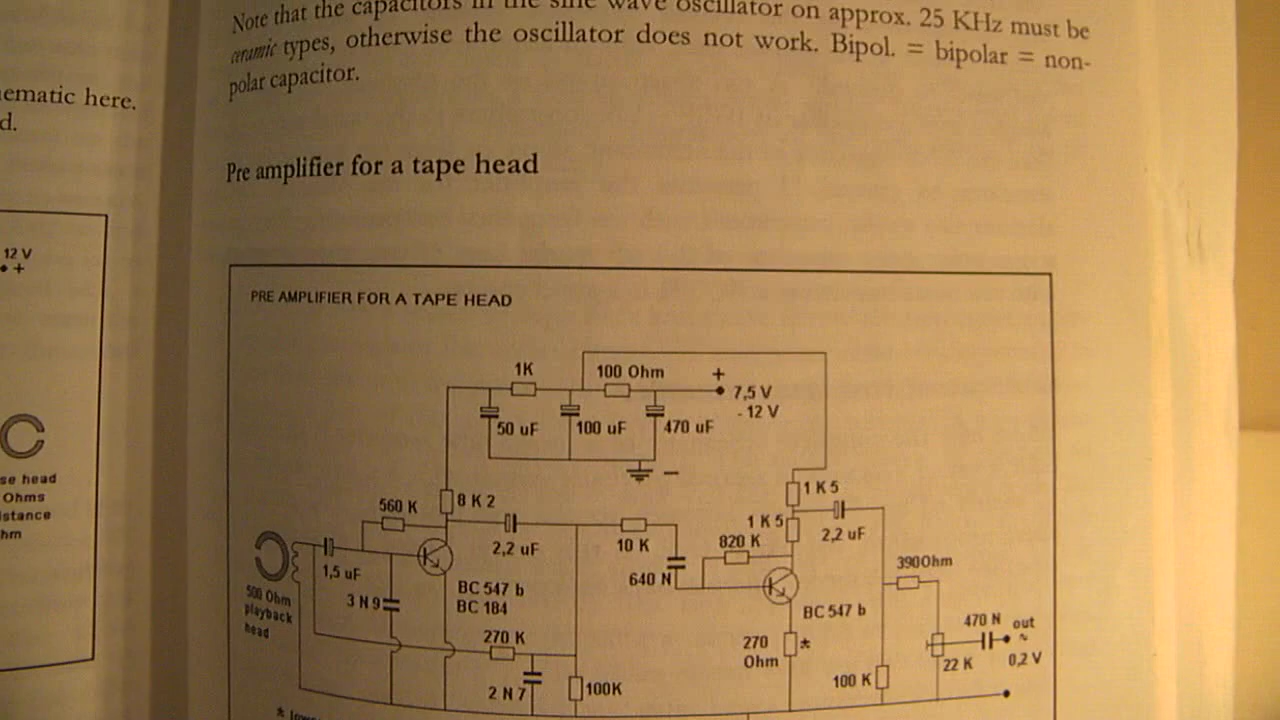 Note that the capacitors in the sine wave oscillator on approx. 25 KHz must be
ceramic types, otherwise the oscillator does not work. Bipol. = bipolar = non-
polar capacitor.
ematic here.
d.
Pre amplifier for a tape head
12 V
+
se head
Ohms
istance
hm
PRE AMPLIFIER FOR A TAPE HEAD
1K
100 Ohm
+
7,5 V
- 12 V
50 uF
100 uF
470 uF
−
560 K
8 K 2
1 K 5
1 K 5
2,2 uF
10 K
820 K
2,2 uF
1,5 uF
640 N
390Ohm
500 Ohm
playback
head
3 N 9
BC 547 b
BC 184
BC 547 b
470 N
out
~
270 K
270
Ohm
*
22 K
0,2 V
2 N 7
100K
100 K
*